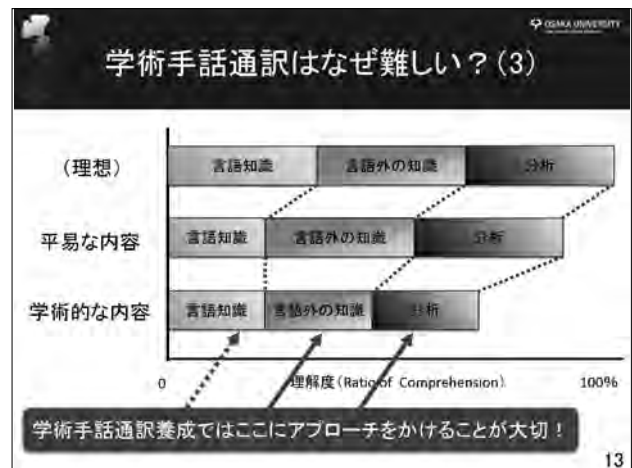 OSAKA UNIVERSITY
学術手話通訳はなぜ難しい？(3)
(理想)
言語知識
言語外の知識
分析
平易な内容
言語知識
言語外の知識
分析
学術的な内容
言語知識
言語外の知識
分析
0
理解度(Ratio of Comprehension)
100%
学術手話通訳養成ではここにアプローチをかけることが大切！
13